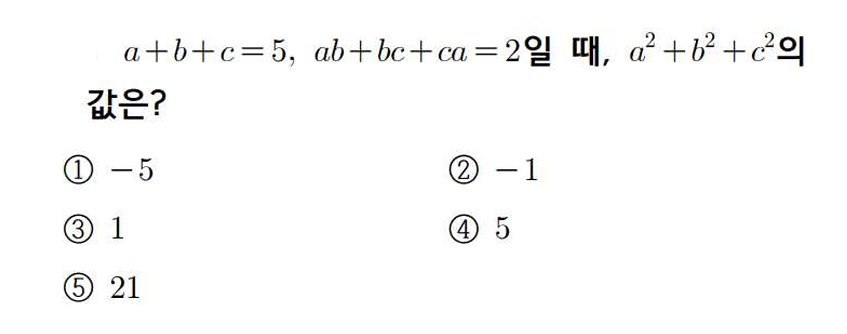 a+b+c=5, ab+bc+ca=2일 때, a²+b²+c²의
값은?
① −5 ② −1
③ 1 ④ 5
⑤ 21